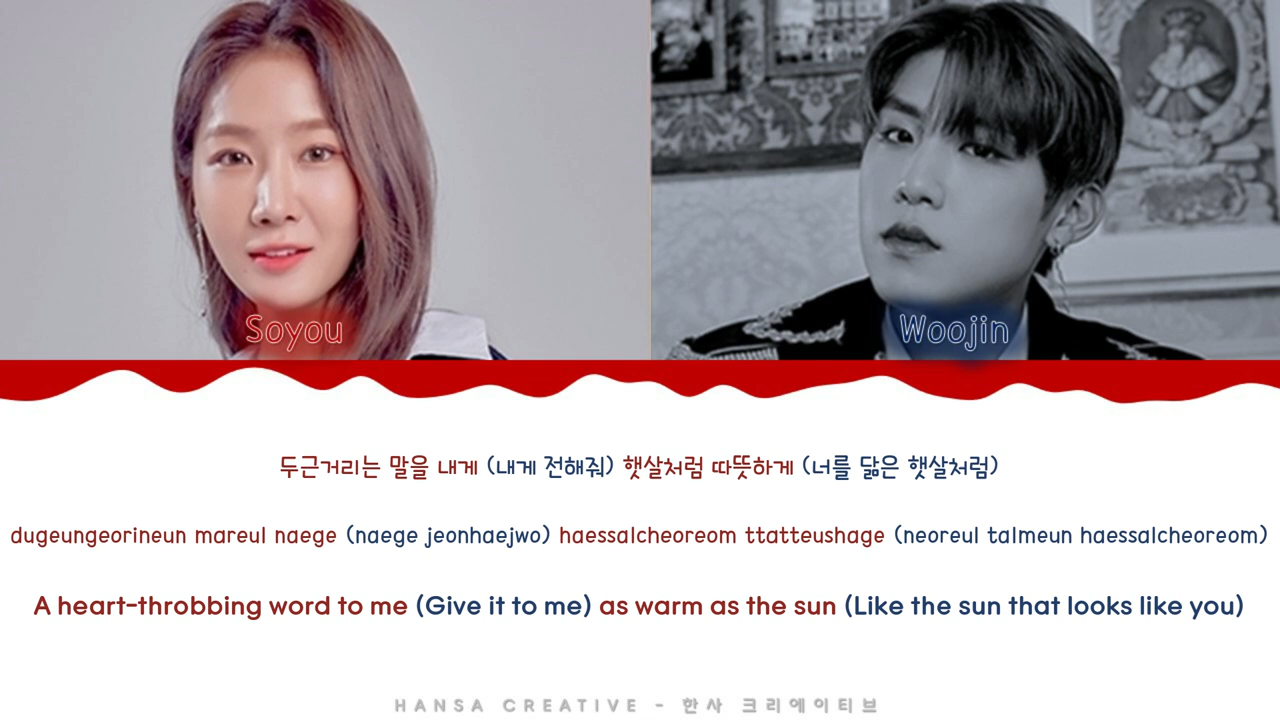 Soyou
Woojin
두근거리는 말을 내게 (내게 전해줘) 햇살처럼 따뜻하게 (너를 닮은 햇살처럼)
dugeungeorineun mareul naege (naege jeonhaejwo) haessalcheoreom ttatteushage (neoreul talmeun haessalcheoreom)
A heart-throbbing word to me (Give it to me) as warm as the sun (Like the sun that looks like you)
HANSA CREATIVE - 한사 크리에이티브